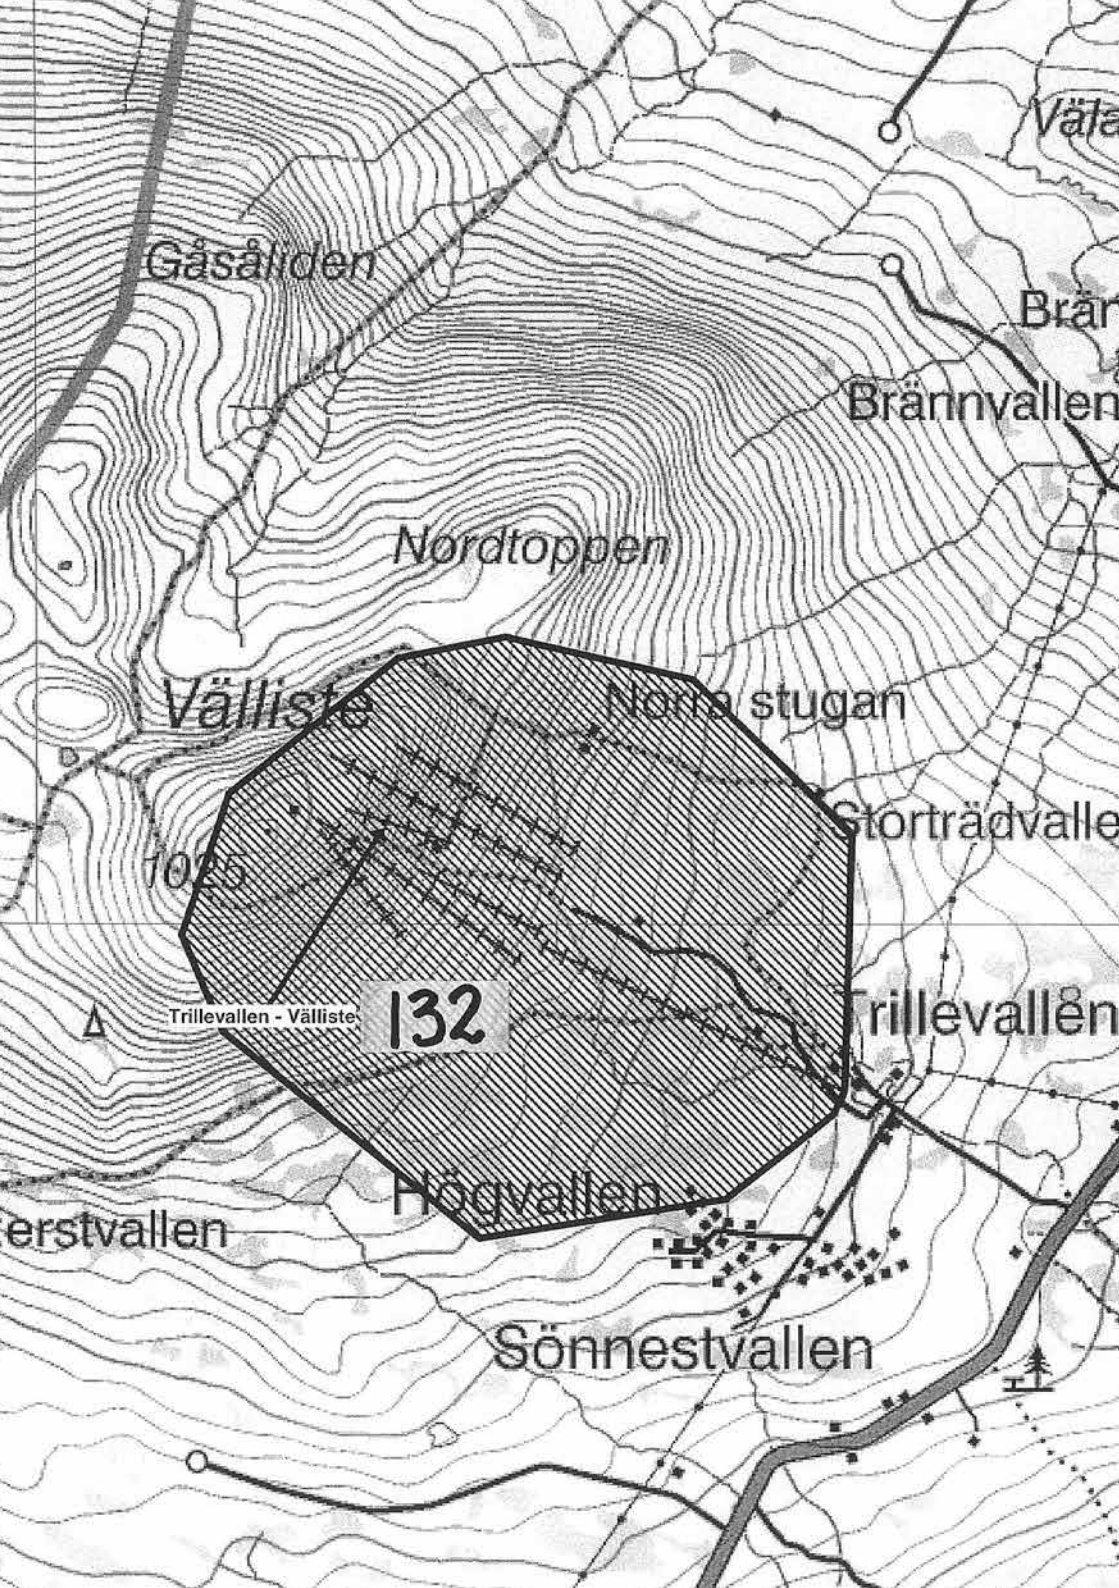 Väla
Gåsåliden
Brän
Brännvallen
Nordtoppen
Välliste
Norra stugan
Storträdvalle
1025
Trillevallen - Välliste
132
Trillevallen
Högvallen
erstvallen
Sönnestvallen